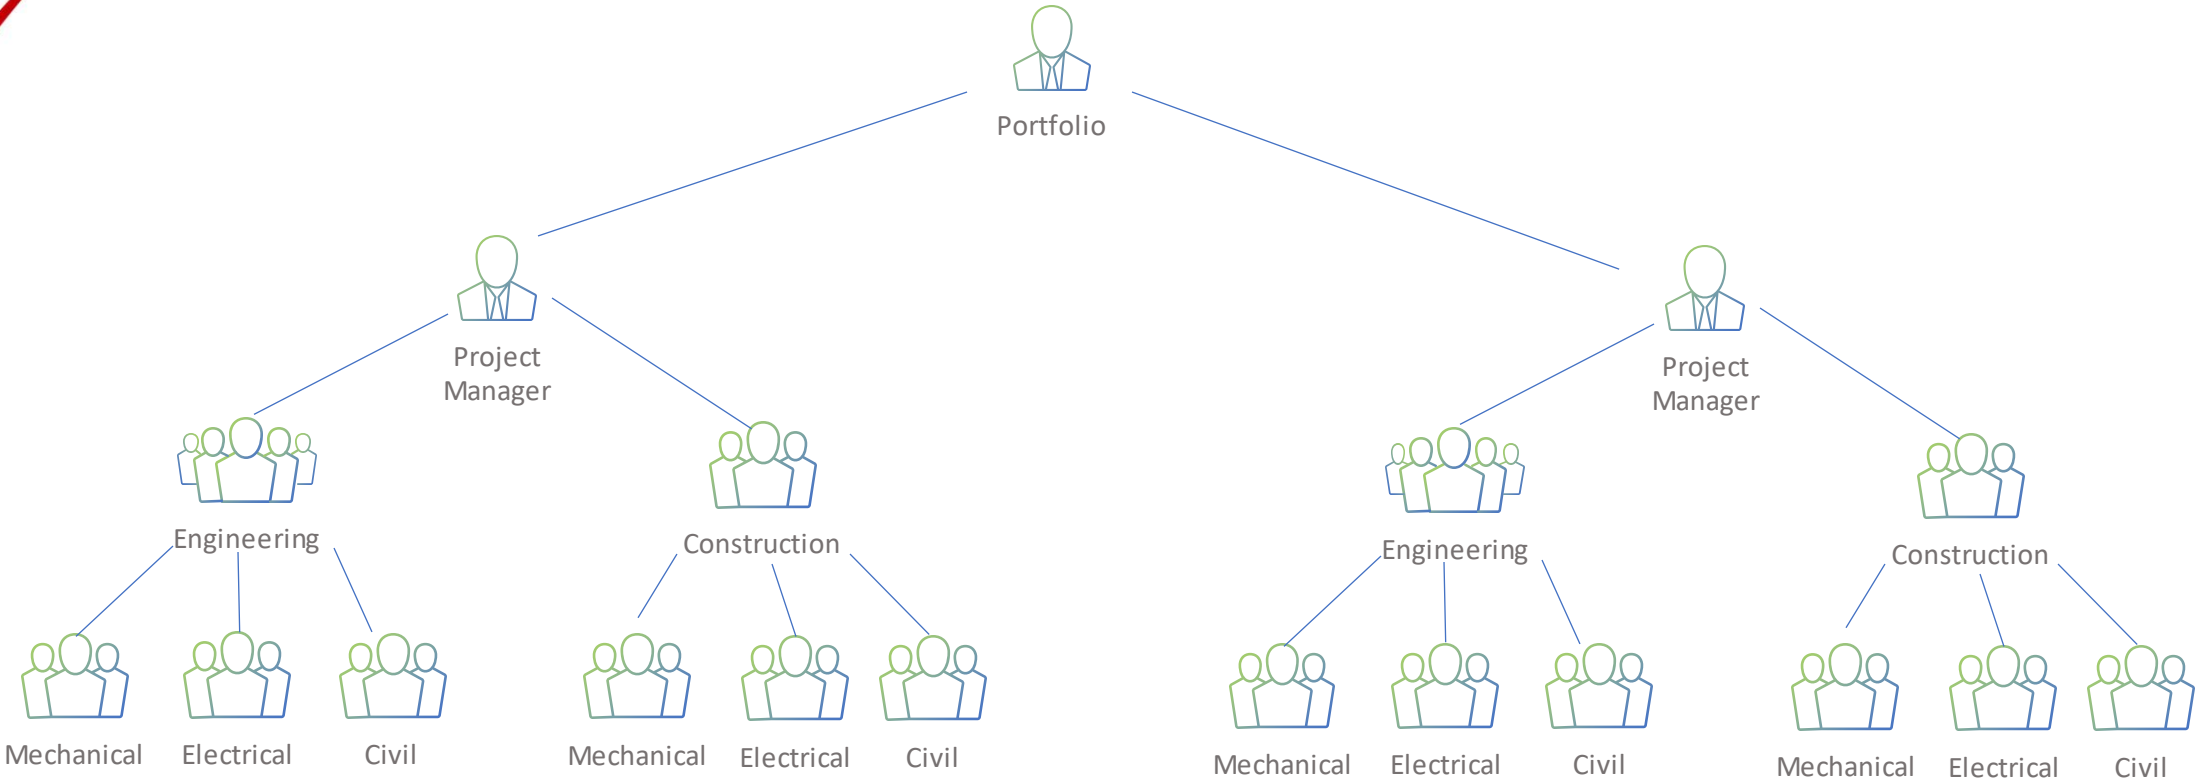 Portfolio
Project
Manager
Project
Manager
Engineering
Construction
Engineering
Construction
Mechanical
Electrical
Civil
Mechanical
Electrical
Civil
Mechanical
Electrical
Civil
Mechanical
Electrical
Civil